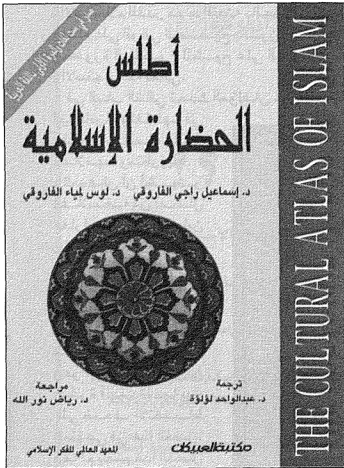 أطلس
الحضارة الإسلامية
د. إسماعيل راجي الفاروقي د. لوس لمياء الفاروقي
ترجمة
د. عبدالواحد لؤلؤة
مراجعة
د. رياض نور الله
مكتبة العبيكان
المعهد العالمي للفكر الإسلامي
THE CULTURAL ATLAS OF ISLAM